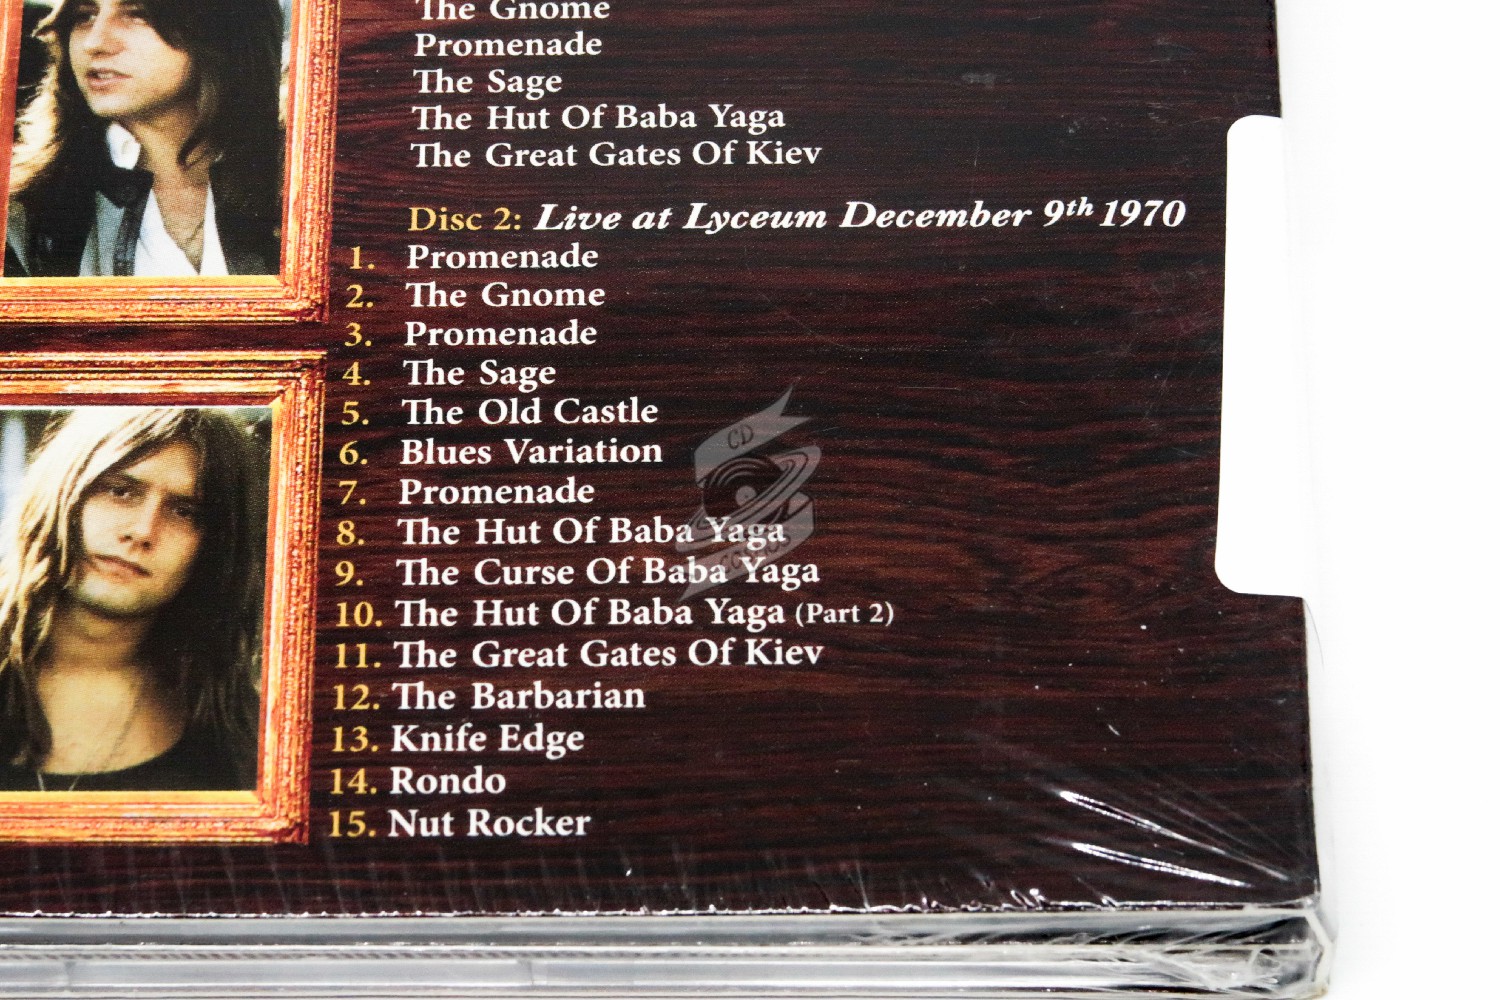 The Gnome
Promenade
The Sage
The Hut Of Baba Yaga
The Great Gates Of Kiev
Disc 2: Live at Lyceum December 9th 1970
1. Promenade
2. The Gnome
3. Promenade
4. The Sage
5. The Old Castle
6. Blues Variation
7. Promenade
8. The Hut Of Baba Yaga
9. The Curse Of Baba Yaga
10. The Hut Of Baba Yaga (Part 2)
11. The Great Gates Of Kiev
12. The Barbarian
13. Knife Edge
14. Rondo
15. Nut Rocker
CD